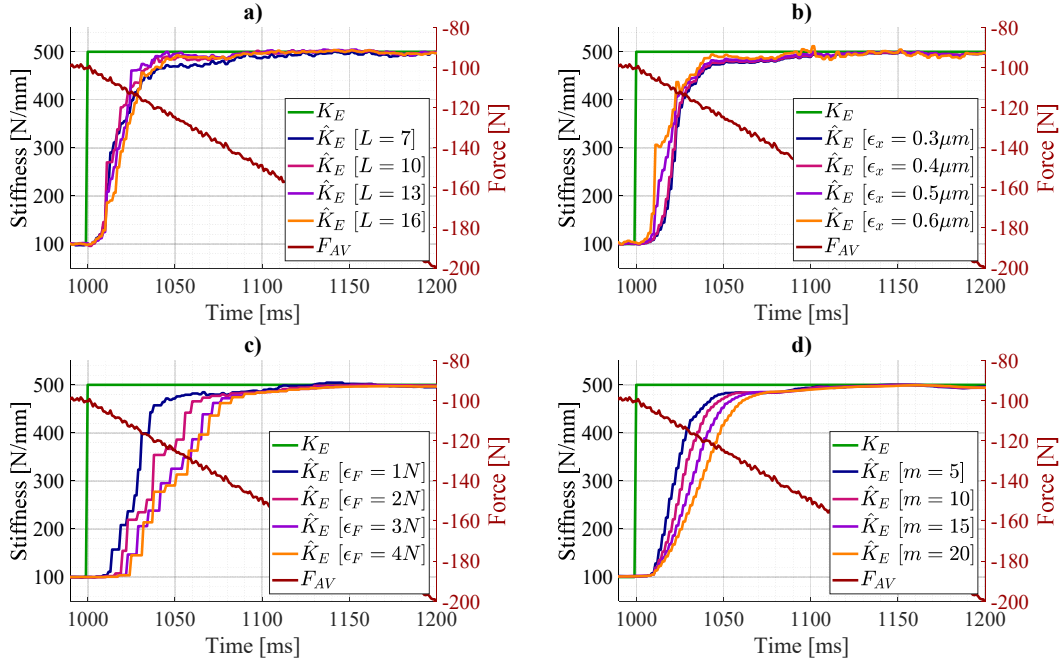 a)
500
400
300
200
100
Stiffness [N/mm]
-80
-100
-120
-140
-160
-180
-200
Force [N]
K_E
K̂_E [L = 7]
K̂_E [L = 10]
K̂_E [L = 13]
K̂_E [L = 16]
F_AV
1000 1050 1100 1150 1200
Time [ms]
b)
500
400
300
200
100
Stiffness [N/mm]
-80
-100
-120
-140
-160
-180
-200
Force [N]
K_E
K̂_E [ϵ_x = 0.3μm]
K̂_E [ϵ_x = 0.4μm]
K̂_E [ϵ_x = 0.5μm]
K̂_E [ϵ_x = 0.6μm]
F_AV
1000 1050 1100 1150 1200
Time [ms]
c)
500
400
300
200
100
Stiffness [N/mm]
-80
-100
-120
-140
-160
-180
-200
Force [N]
K_E
K̂_E [ϵ_F = 1N]
K̂_E [ϵ_F = 2N]
K̂_E [ϵ_F = 3N]
K̂_E [ϵ_F = 4N]
F_AV
1000 1050 1100 1150 1200
Time [ms]
d)
500
400
300
200
100
Stiffness [N/mm]
-80
-100
-120
-140
-160
-180
-200
Force [N]
K_E
K̂_E [m = 5]
K̂_E [m = 10]
K̂_E [m = 15]
K̂_E [m = 20]
F_AV
1000 1050 1100 1150 1200
Time [ms]